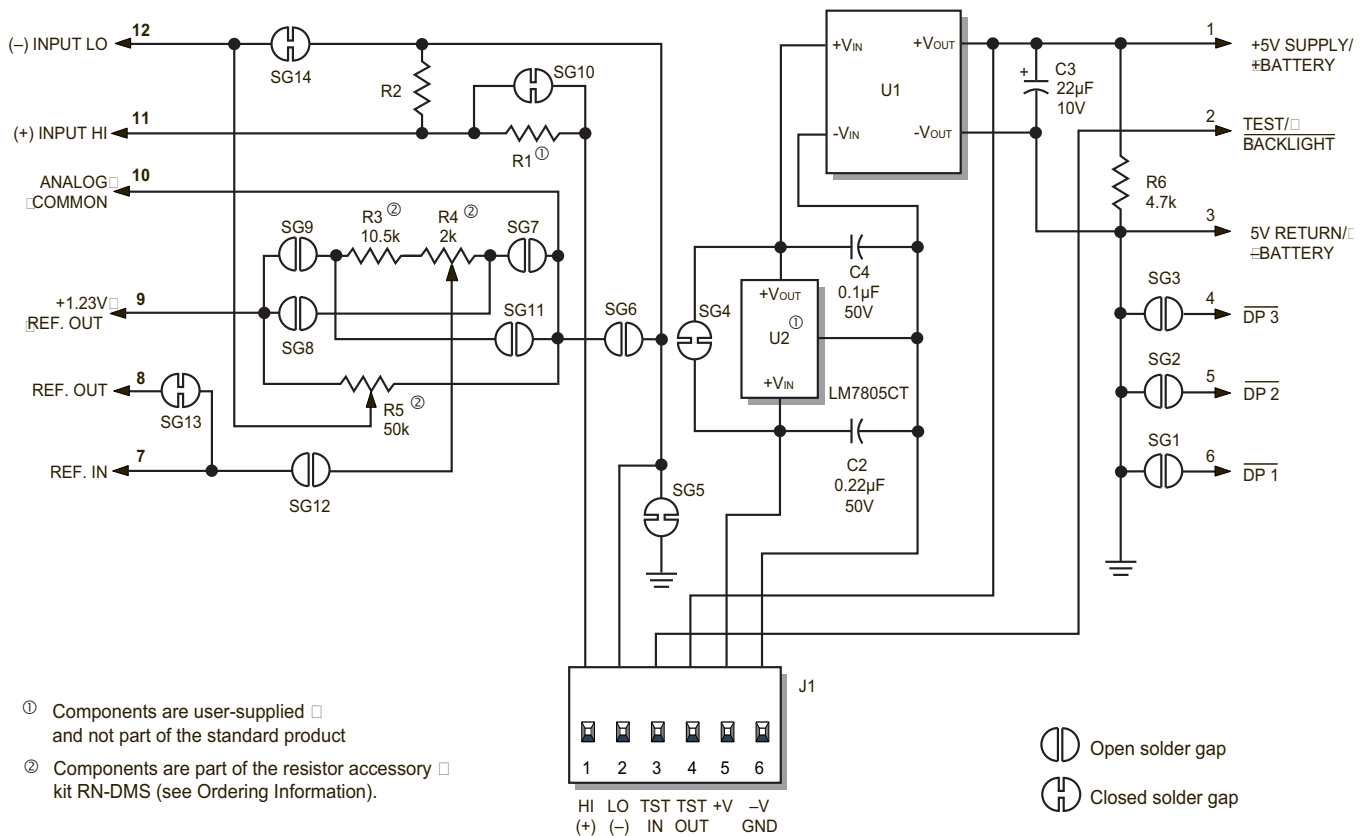 (–) INPUT LO
12
SG14
R2
SG10
(+) INPUT HI
11
R1 ①
ANALOG
COMMON
10
SG9
R3 ②
10.5k
R4 ②
2k
SG7
+1.23V
REF. OUT
9
SG8
SG11
SG6
REF. OUT
8
SG13
R5 ②
50k
REF. IN
7
SG12
SG5
+VIN
+VOUT
U1
-VIN
-VOUT
C3
22µF
10V
+
1
+5V SUPPLY/
+BATTERY
2
TEST/
BACKLIGHT
R6
4.7k
3
5V RETURN/
–BATTERY
SG4
+VOUT
U2 ①
+VIN
LM7805CT
C4
0.1µF
50V
C2
0.22µF
50V
SG3
4
DP 3
SG2
5
DP 2
SG1
6
DP 1
J1
1 2 3 4 5 6
HI LO TST TST +V –V
(+) (–) IN OUT GND
① Components are user-supplied
and not part of the standard product
② Components are part of the resistor accessory
kit RN-DMS (see Ordering Information).
Open solder gap
Closed solder gap